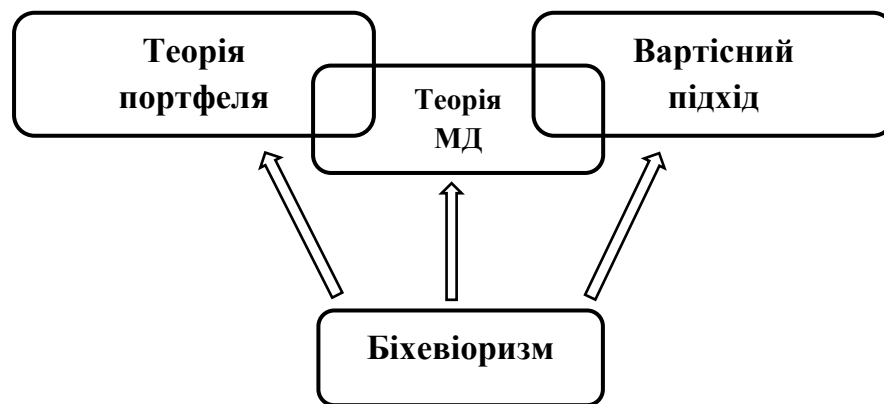 Теорія
портфеля
Теорія
МД
Вартісний
підхід
Біхевіоризм